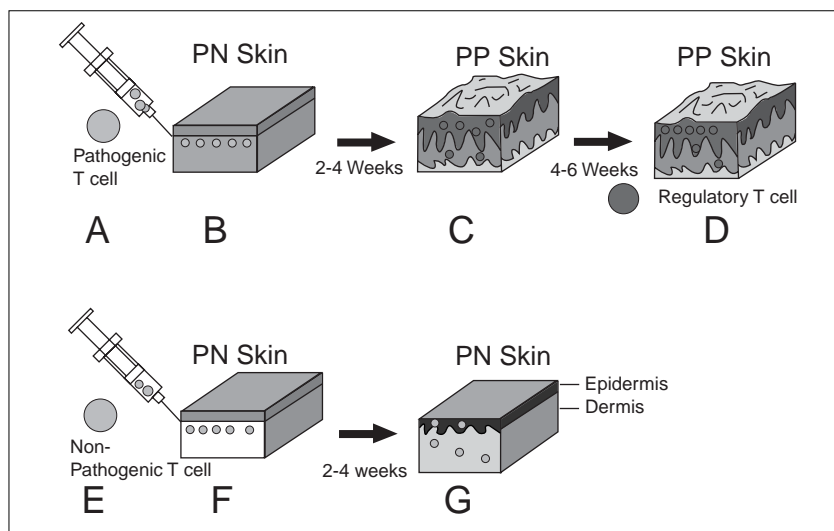 PN Skin
PP Skin
PP Skin
Pathogenic
T cell
2-4 Weeks
4-6 Weeks
Regulatory T cell
A
B
C
D
PN Skin
PN Skin
Epidermis
Dermis
Non-
Pathogenic T cell
2-4 weeks
E
F
G